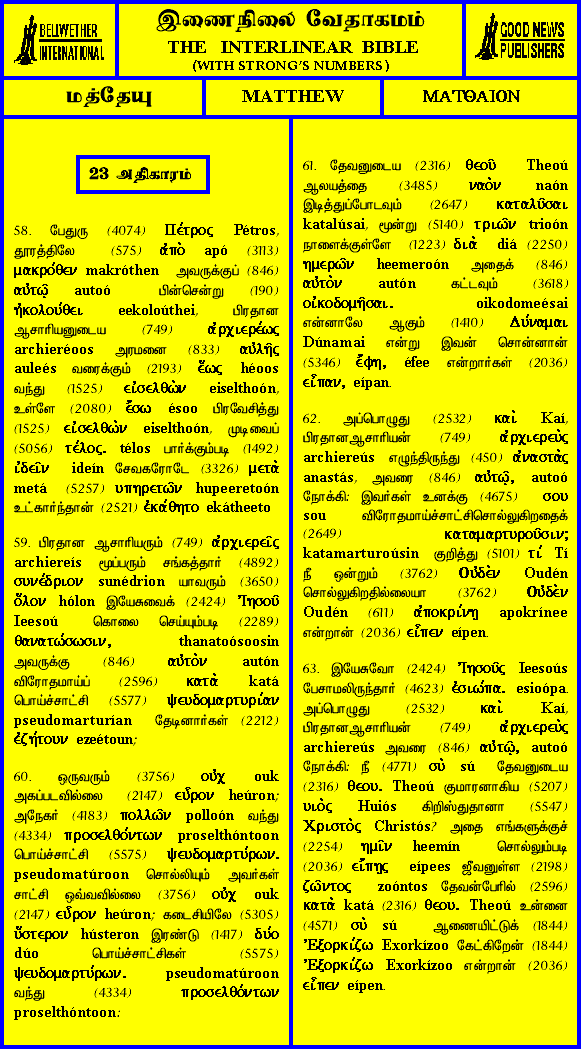 BELLWETHER
INTERNATIONAL
இணைநிலை வேதாகமம்
THE INTERLINEAR BIBLE
(WITH STRONG'S NUMBERS)
GOOD NEWS
PUBLISHERS
மத்தேயு
MATTHEW
ΜΑΤΘΑΙΟΝ
23 அதிகாரம்
58. பேதுரு (4074) Πέτρος Pétros,
தூரத்திலே (575) ἀπὸ apó (3113)
μακρόθεν makróthen அவருக்குப் (846)
αὐτῷ autoó பின்சென்று (190)
ἠκολούθει eekoloúthei, பிரதான
ஆசாரியனுடைய (749) ἀρχιερέως
archieréoos அரமனை (833) αὐλῆς
auleés வரைக்கும் (2193) ἕως héoos
வந்து (1525) εἰσελθὼν eiselthoón,
உள்ளே (2080) ἔσω ésoo பிரவேசித்து
(1525) εἰσελθὼν eiselthoón, முடிவைப்
(5056) τέλος. télos பார்க்கும்படி (1492)
ἰδεῖν ideín சேவகரோடே (3326) μετὰ
metá (5257) υπηρετῶν hupeeretoón
உட்கார்ந்தான் (2521) ἐκάθητο ekátheeto
59. பிரதான ஆசாரியரும் (749) ἀρχιερεῖς
archiereís மூப்பரும் சங்கத்தார் (4892)
συνέδριον sunédrion யாவரும் (3650)
ὅλον hólon இயேசுவைக் (2424) Ἰησοῦ
Ieesoú கொலை செய்யும்படி (2289)
θανατώσωσιν, thanatoósoosin
அவருக்கு (846) αὐτὸν autón
விரோதமாய்ப் (2596) κατὰ katá
பொய்ச்சாட்சி (5577) ψευδομαρτυρίαν
pseudomarturían தேடினார்கள் (2212)
ἐζήτουν ezeétoun;
60. ஒருவரும் (3756) οὐχ ouk
அகப்படவில்லை (2147) εὗρον heúron;
அநேகர் (4183) πολλῶν polloón வந்து
(4334) προσελθόντων proselthóntoon
பொய்ச்சாட்சி (5575) ψευδομαρτύρων.
pseudomatúroon சொல்லியும் அவர்கள்
சாட்சி ஒவ்வவில்லை (3756) οὐχ ouk
(2147) εὗρον heúron; கடைசியிலே (5305)
ὕστερον hústeron இரண்டு (1417) δύο
dúo பொய்ச்சாட்சிகள் (5575)
ψευδομαρτύρων. pseudomatúroon
வந்து (4334) προσελθόντων
proselthóntoon:
61. தேவனுடைய (2316) θεοῦ Theoú
ஆலயத்தை (3485) ναὸν naón
இடித்துப்போடவும் (2647) καταλῦσαι
katalúsai, மூன்று (5140) τριῶν trioón
நாளைக்குள்ளே (1223) διὰ diá (2250)
ημερῶν heemeroón அதைக் (846)
αὐτὸν autón கட்டவும் (3618)
οἰκοδομῆσαι. oikodomeésai
என்னாலே ஆகும் (1410) Δύναμαι
Dúnamai என்று இவன் சொன்னான்
(5346) ἔφη, éfee என்றார்கள் (2036)
εἶπαν, eípan.
62. அப்பொழுது (2532) καὶ Kaí,
பிரதானஆசாரியன் (749) ἀρχιερεὺς
archiereús எழுந்திருந்து (450) ἀναστὰς
anastás, அவரை (846) αὐτῷ, autoó
நோக்கி: இவர்கள் உனக்கு (4675) σου
sou விரோதமாய்ச்சாட்சிசொல்லுகிறதைக்
(2649) καταμαρτυροῦσιν;
katamarturoúsin குறித்து (5101) τί Tí
நீ ஒன்றும் (3762) Οὐδὲν Oudén
சொல்லுகிறதில்லையா (3762) Οὐδὲν
Oudén (611) ἀποκρίνῃ apokrínee
என்றான் (2036) εἶπεν eípen.
63. இயேசுவோ (2424) Ἰησοῦς Ieesoús
பேசாமலிருந்தார் (4623) ἐσιώπα. esioópa.
அப்பொழுது (2532) καὶ Kaí,
பிரதானஆசாரியன் (749) ἀρχιερεὺς
archiereús அவரை (846) αὐτῷ, autoó
நோக்கி: நீ (4771) σὺ sú தேவனுடைய
(2316) θεου. Theoú குமாரனாகிய (5207)
υιὸς Huiós கிறிஸ்துதானா (5547)
Χριστὸς Christós? அதை எங்களுக்குச்
(2254) ημῖν heemín சொல்லும்படி
(2036) εἴπῃς eípees ஜீவனுள்ள (2198)
ζῶντος zoóntos தேவன்பேரில் (2596)
κατὰ katá (2316) θεου. Theoú உன்னை
(4571) σὺ sú ஆணையிட்டுக் (1844)
Ἐξορκίζω Exorkízoo கேட்கிறேன் (1844)
Ἐξορκίζω Exorkízoo என்றான் (2036)
εἶπεν eípen.